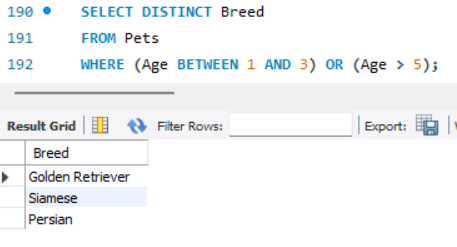 190 SELECT DISTINCT Breed
191 FROM Pets
192 WHERE (Age BETWEEN 1 AND 3) OR (Age > 5);
Result Grid Filter Rows: Export:
Breed
Golden Retriever
Siamese
Persian